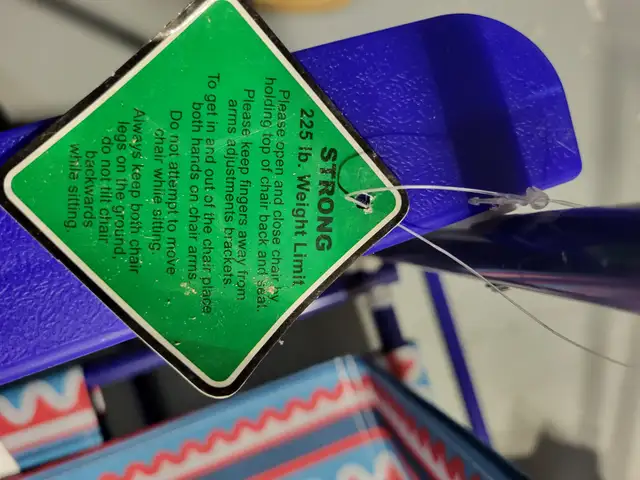 STRONG
225 lb. Weight Limit
Please open and close chair by
holding top of chair back and seat.
Please keep fingers away from
arms adjustments brackets.
To get in and out of the chair place
both hands on chair arms.
Do not attempt to move
chair while sitting.
Always keep both chair
legs on the ground,
do not tilt chair
backwards
while sitting.